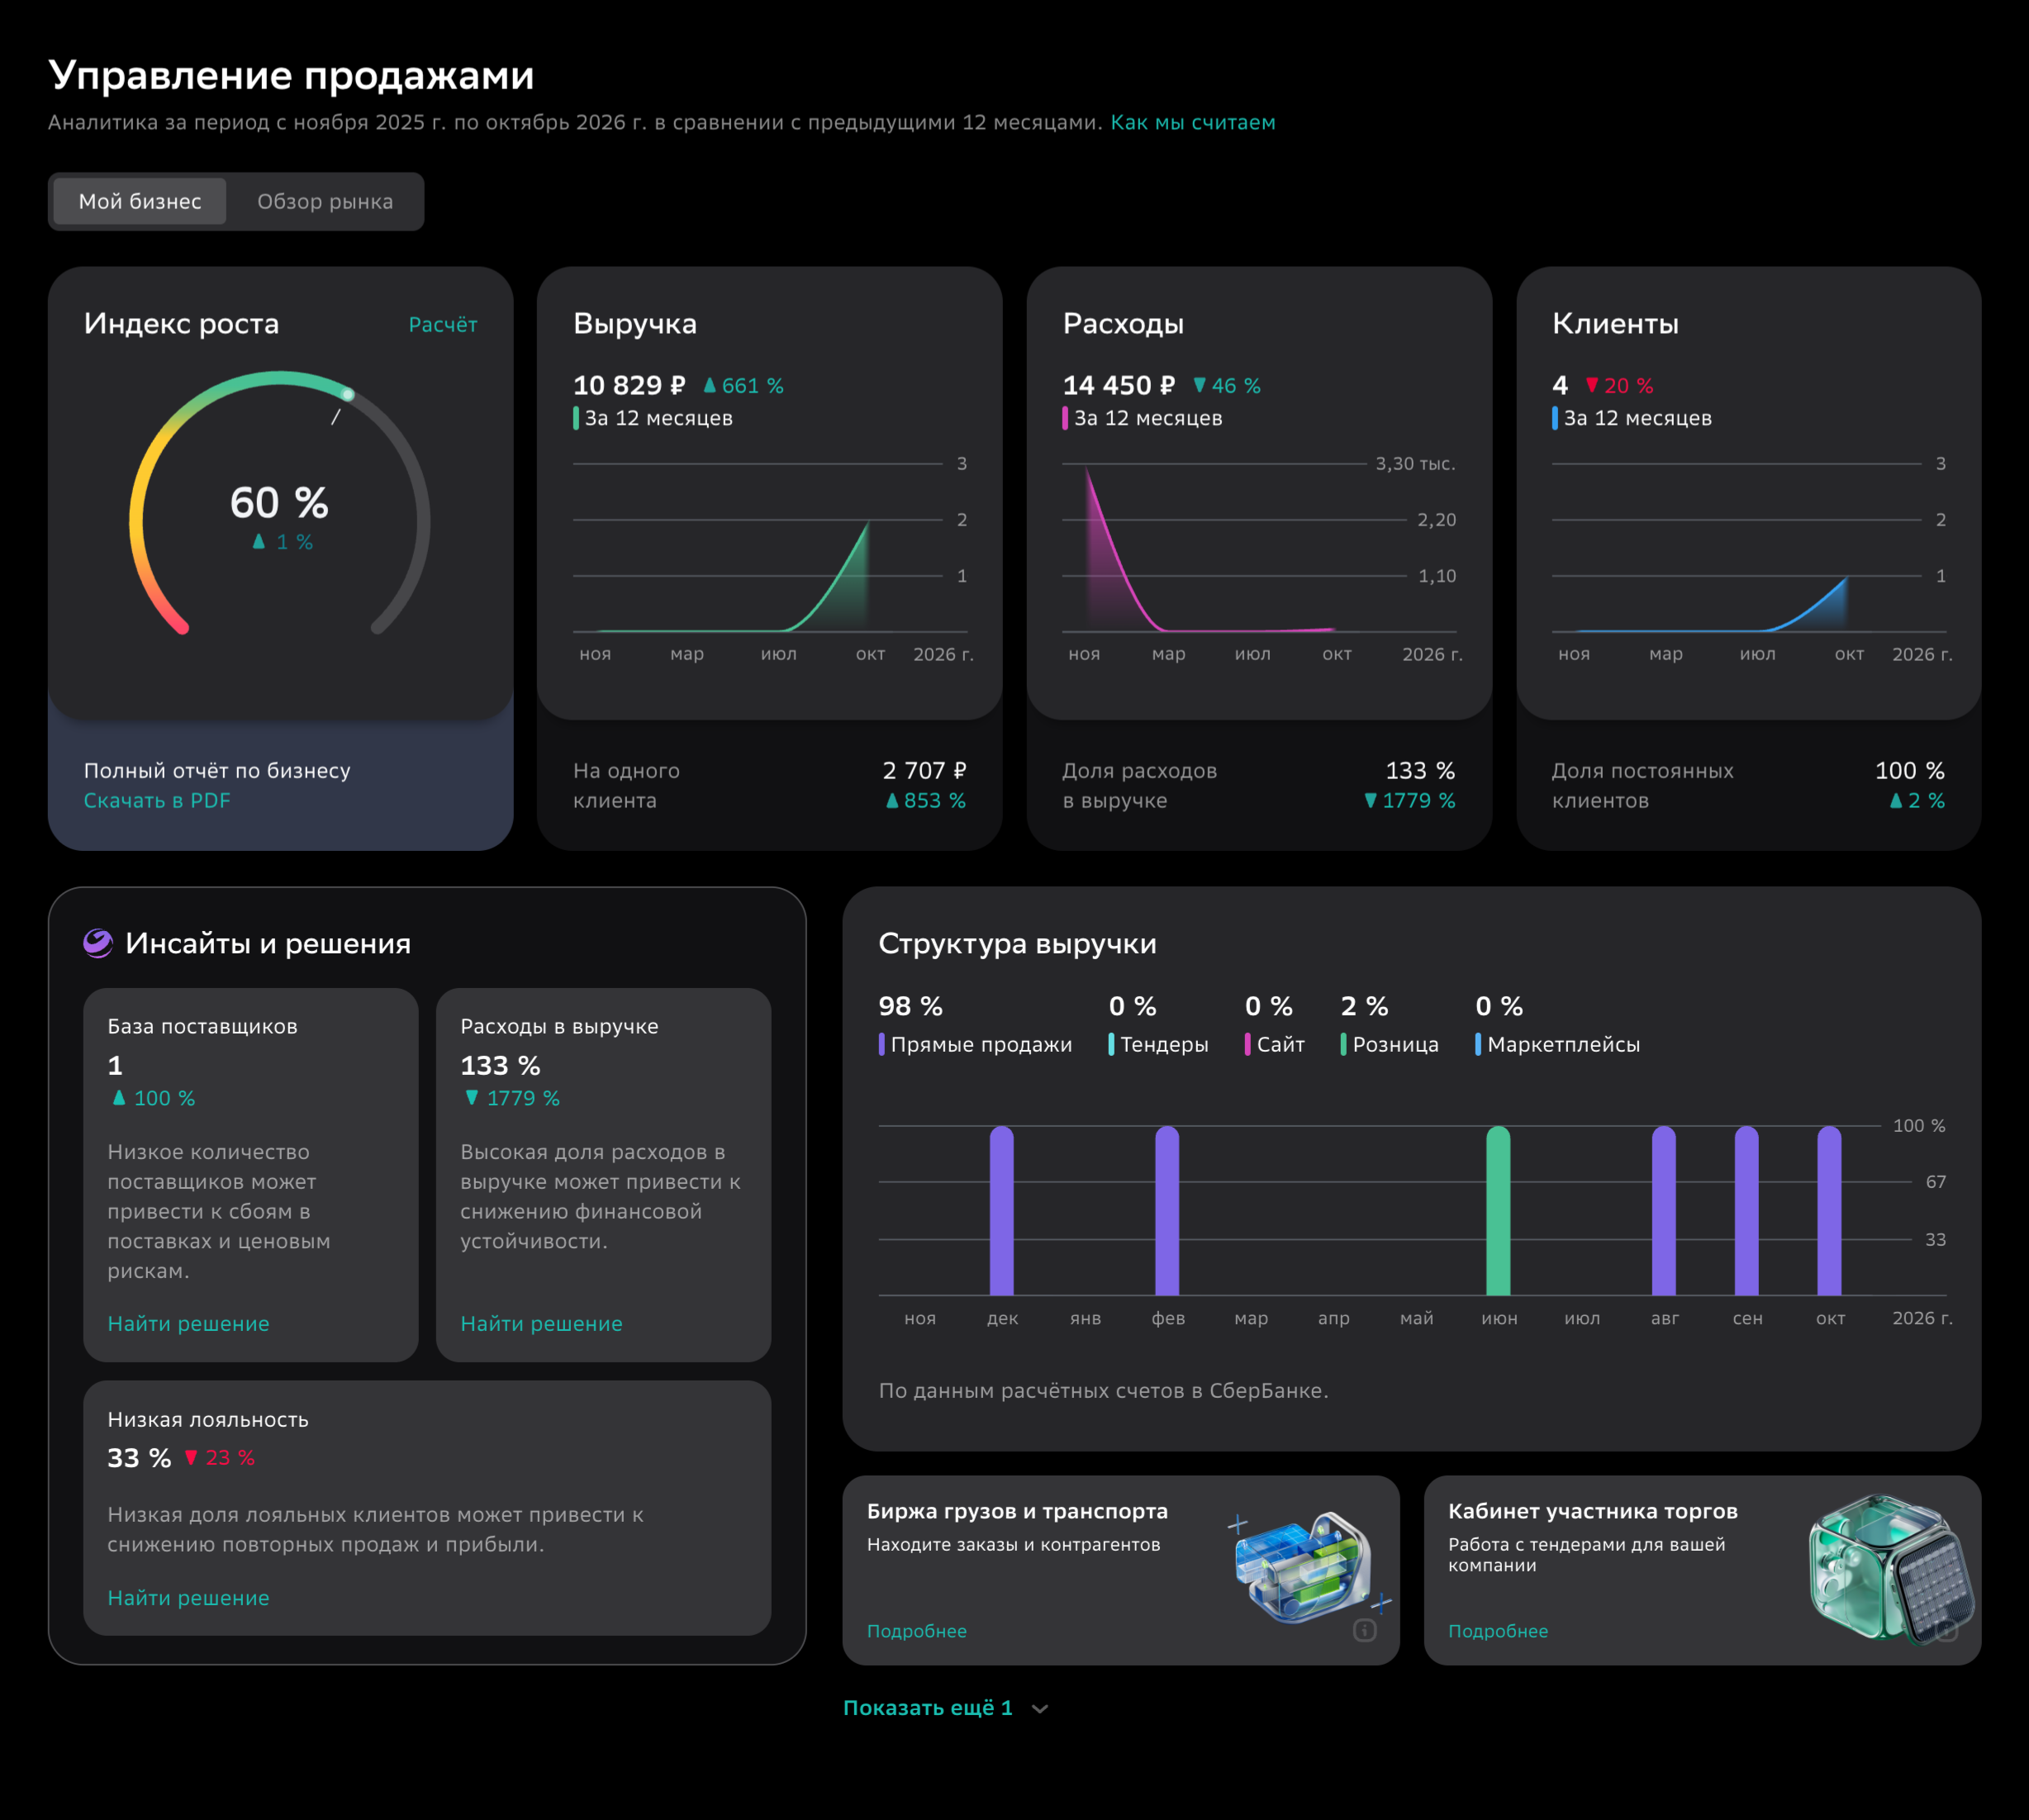 Управление продажами
Аналитика за период с ноября 2025 г. по октябрь 2026 г. в сравнении с предыдущими 12 месяцами. Как мы считаем
Мой бизнес
Обзор рынка
Индекс роста
Расчёт
60 %
1 %
Полный отчёт по бизнесу
Скачать в PDF
Выручка
10 829 ₽ 661 %
За 12 месяцев
3
2
1
ноя мар июл окт 2026 г.
На одного
клиента
2 707 ₽
853 %
Расходы
14 450 ₽ 46 %
За 12 месяцев
3,30 тыс.
2,20
1,10
ноя мар июл окт 2026 г.
Доля расходов
в выручке
133 %
1779 %
Клиенты
4 20 %
За 12 месяцев
3
2
1
ноя мар июл окт 2026 г.
Доля постоянных
клиентов
100 %
2 %
Инсайты и решения
База поставщиков
1
100 %
Низкое количество
поставщиков может
привести к сбоям в
поставках и ценовым
рискам.
Найти решение
Расходы в выручке
133 %
1779 %
Высокая доля расходов в
выручке может привести к
снижению финансовой
устойчивости.
Найти решение
Низкая лояльность
33 % 23 %
Низкая доля лояльных клиентов может привести к
снижению повторных продаж и прибыли.
Найти решение
Структура выручки
98 %
Прямые продажи
0 %
Тендеры
0 %
Сайт
2 %
Розница
0 %
Маркетплейсы
100 %
67
33
ноя дек янв фев мар апр май июн июл авг сен окт 2026 г.
По данным расчётных счетов в СберБанке.
Биржа грузов и транспорта
Находите заказы и контрагентов
Подробнее
Кабинет участника торгов
Работа с тендерами для вашей
компании
Подробнее
Показать ещё 1